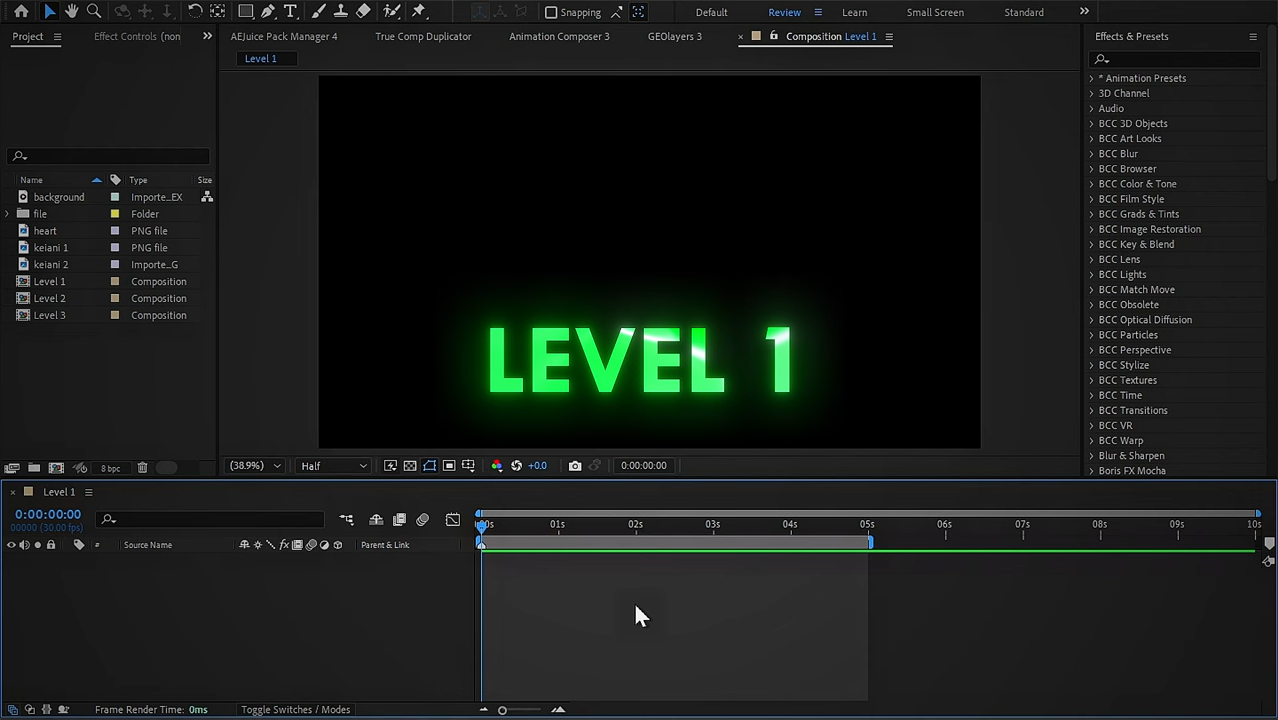 Snapping
Default
Review
Learn
Small Screen
Standard
Project
Effect Controls (non
AEJuice Pack Manager 4
True Comp Duplicator
Animation Composer 3
GEOlayers 3
Composition Level 1
Effects & Presets
Level 1
Name
Type
Size
background
Importe...EX
file
Folder
heart
PNG file
keiani 1
PNG file
keiani 2
Importe...G
Level 1
Composition
Level 2
Composition
Level 3
Composition
LEVEL 1
* Animation Presets
3D Channel
Audio
BCC 3D Objects
BCC Art Looks
BCC Blur
BCC Browser
BCC Color & Tone
BCC Film Style
BCC Grads & Tints
BCC Image Restoration
BCC Key & Blend
BCC Lens
BCC Lights
BCC Match Move
BCC Obsolete
BCC Optical Diffusion
BCC Particles
BCC Perspective
BCC Stylize
BCC Textures
BCC Time
BCC Transitions
BCC VR
BCC Warp
Blur & Sharpen
Boris FX Mocha
8 bpc
(38.9%)
Half
+0.0
0:00:00:00
Level 1
0:00:00:00
00000 (30.00 fps)
01s
02s
03s
04s
05s
06s
07s
08s
09s
10s
#
Source Name
fx
Parent & Link
Frame Render Time: 0ms
Toggle Switches / Modes